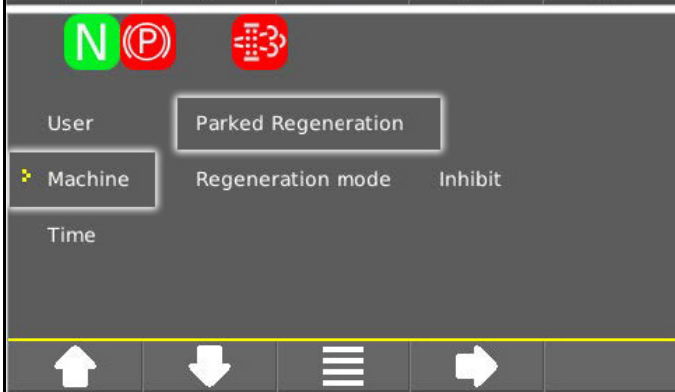 N (P)
User Parked Regeneration
Machine Regeneration mode Inhibit
Time